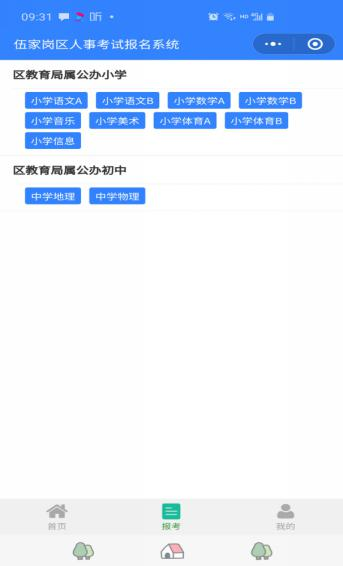 09:31
伍家岗区人事考试报名系统
区教育局属公办小学
小学语文A 小学语文B 小学数学A 小学数学B
小学音乐 小学美术 小学体育A 小学体育B
小学信息
区教育局属公办初中
中学地理 中学物理
首页 报考 我的